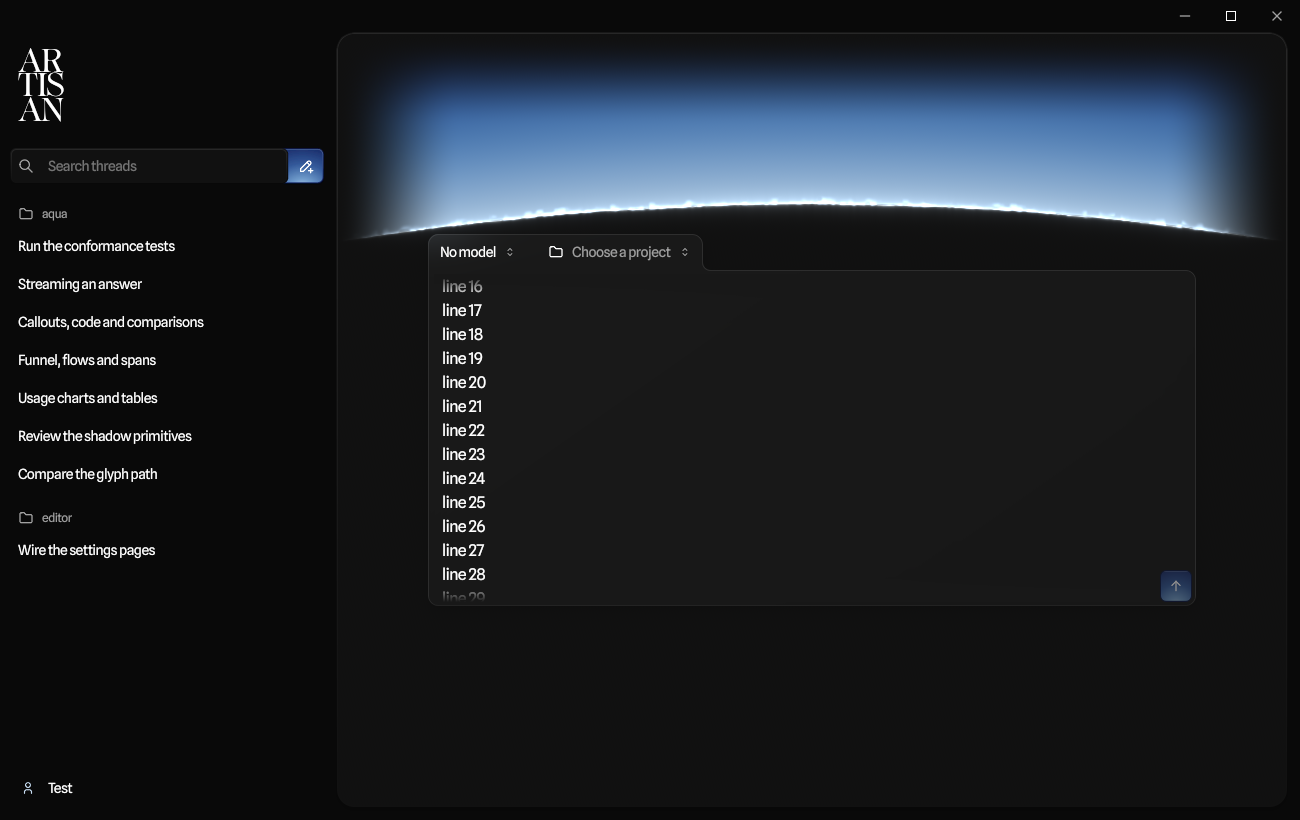 AR
TIS
AN
Search threads
aqua
Run the conformance tests
Streaming an answer
Callouts, code and comparisons
Funnel, flows and spans
Usage charts and tables
Review the shadow primitives
Compare the glyph path
editor
Wire the settings pages
Test
No model Choose a project
line 16
line 17
line 18
line 19
line 20
line 21
line 22
line 23
line 24
line 25
line 26
line 27
line 28
line 29